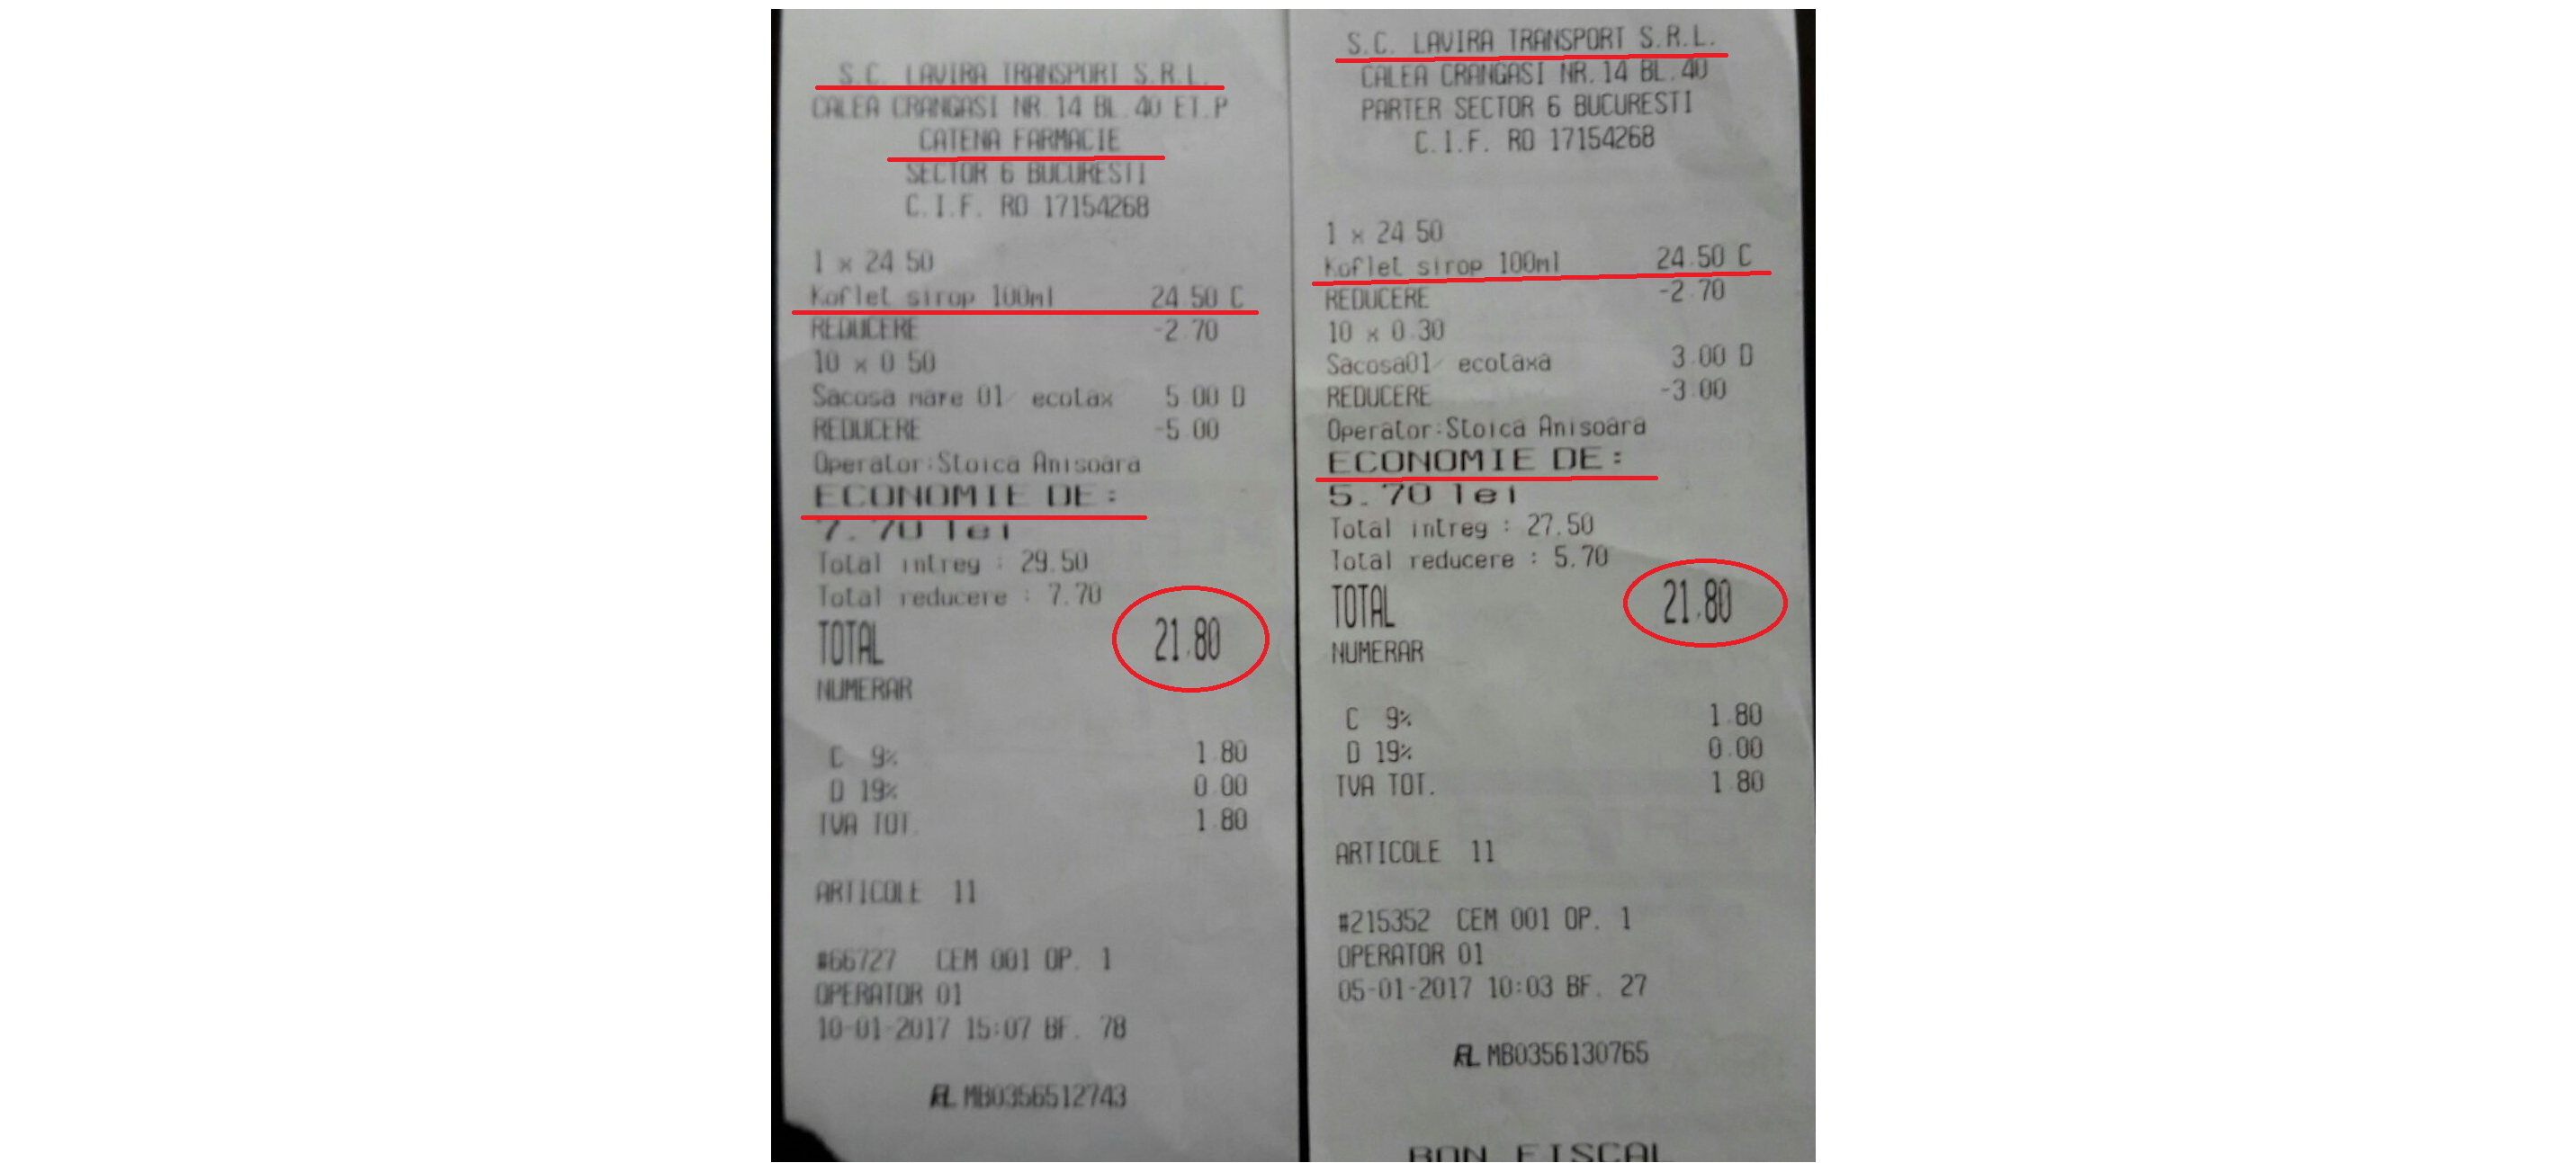 S.C. LAVIRA TRANSPORT S.R.L.
CALEA CRANGASI NR.14 BL.40 ET.P
CATENA FARMACIE
SECTOR 6 BUCURESTI
C.I.F. RO 17154268
1 x 24.50
Koflet sirop 100ml 24.50 C
REDUCERE -2.70
10 x 0.50
Sacosa mare 01/ ecotax 5.00 D
REDUCERE -5.00
Operator:Stoica Anisoara
ECONOMIE DE:
7.70 lei
Total intreg : 29.50
Total reducere : 7.70
TOTAL 21.80
NUMERAR
C 9% 1.80
D 19% 0.00
TVA TOT. 1.80
ARTICOLE 11
#66727 CEM 001 OP. 1
OPERATOR 01
10-01-2017 15:07 BF. 78
MB0356512743
S.C. LAVIRA TRANSPORT S.R.L.
CALEA CRANGASI NR.14 BL.40
PARTER SECTOR 6 BUCURESTI
C.I.F. RO 17154268
1 x 24.50
Koflet sirop 100ml 24.50 C
REDUCERE -2.70
10 x 0.30
Sacosa01/ ecotaxa 3.00 D
REDUCERE -3.00
Operator:Stoica Anisoara
ECONOMIE DE:
5.70 lei
Total intreg : 27.50
Total reducere : 5.70
TOTAL 21.80
NUMERAR
C 9% 1.80
D 19% 0.00
TVA TOT. 1.80
ARTICOLE 11
#215352 CEM 001 OP. 1
OPERATOR 01
05-01-2017 10:03 BF. 27
MB0356130765
BON FISCAL